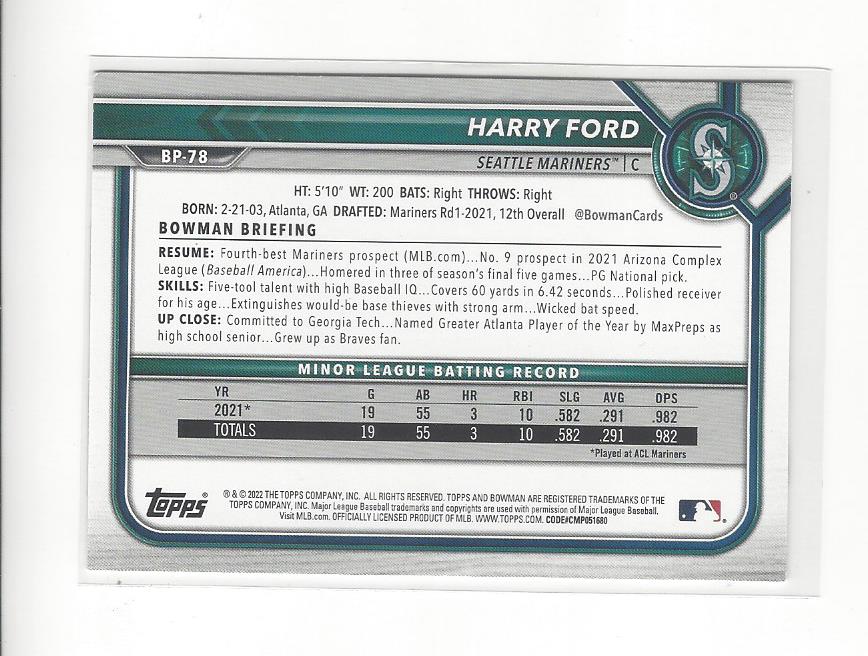 HARRY FORD
BP-78
SEATTLE MARINERS™ | C
S
®
HT: 5'10" WT: 200 BATS: Right THROWS: Right
BORN: 2-21-03, Atlanta, GA DRAFTED: Mariners Rd1-2021, 12th Overall @BowmanCards
BOWMAN BRIEFING
RESUME: Fourth-best Mariners prospect (MLB.com)...No. 9 prospect in 2021 Arizona Complex
League (Baseball America)...Homered in three of season's final five games...PG National pick.
SKILLS: Five-tool talent with high Baseball IQ...Covers 60 yards in 6.42 seconds...Polished receiver
for his age...Extinguishes would-be base thieves with strong arm...Wicked bat speed.
UP CLOSE: Committed to Georgia Tech...Named Greater Atlanta Player of the Year by MaxPreps as
high school senior...Grew up as Braves fan.
MINOR LEAGUE BATTING RECORD
YR G AB HR RBI SLG AVG OPS
2021* 19 55 3 10 .582 .291 .982
TOTALS 19 55 3 10 .582 .291 .982
*Played at ACL Mariners
Topps®
® & © 2022 THE TOPPS COMPANY, INC. ALL RIGHTS RESERVED. TOPPS AND BOWMAN ARE REGISTERED TRADEMARKS OF THE
TOPPS COMPANY, INC. Major League Baseball trademarks and copyrights are used with permission of Major League Baseball.
Visit MLB.com. OFFICIALLY LICENSED PRODUCT OF MLB. WWW.TOPPS.COM. CODE#CMP051680
®